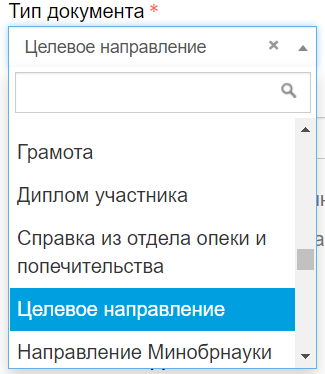 Тип документа *
Целевое направление
Грамота
Диплом участника
Справка из отдела опеки и
попечительства
Целевое направление
Направление Минобрнауки